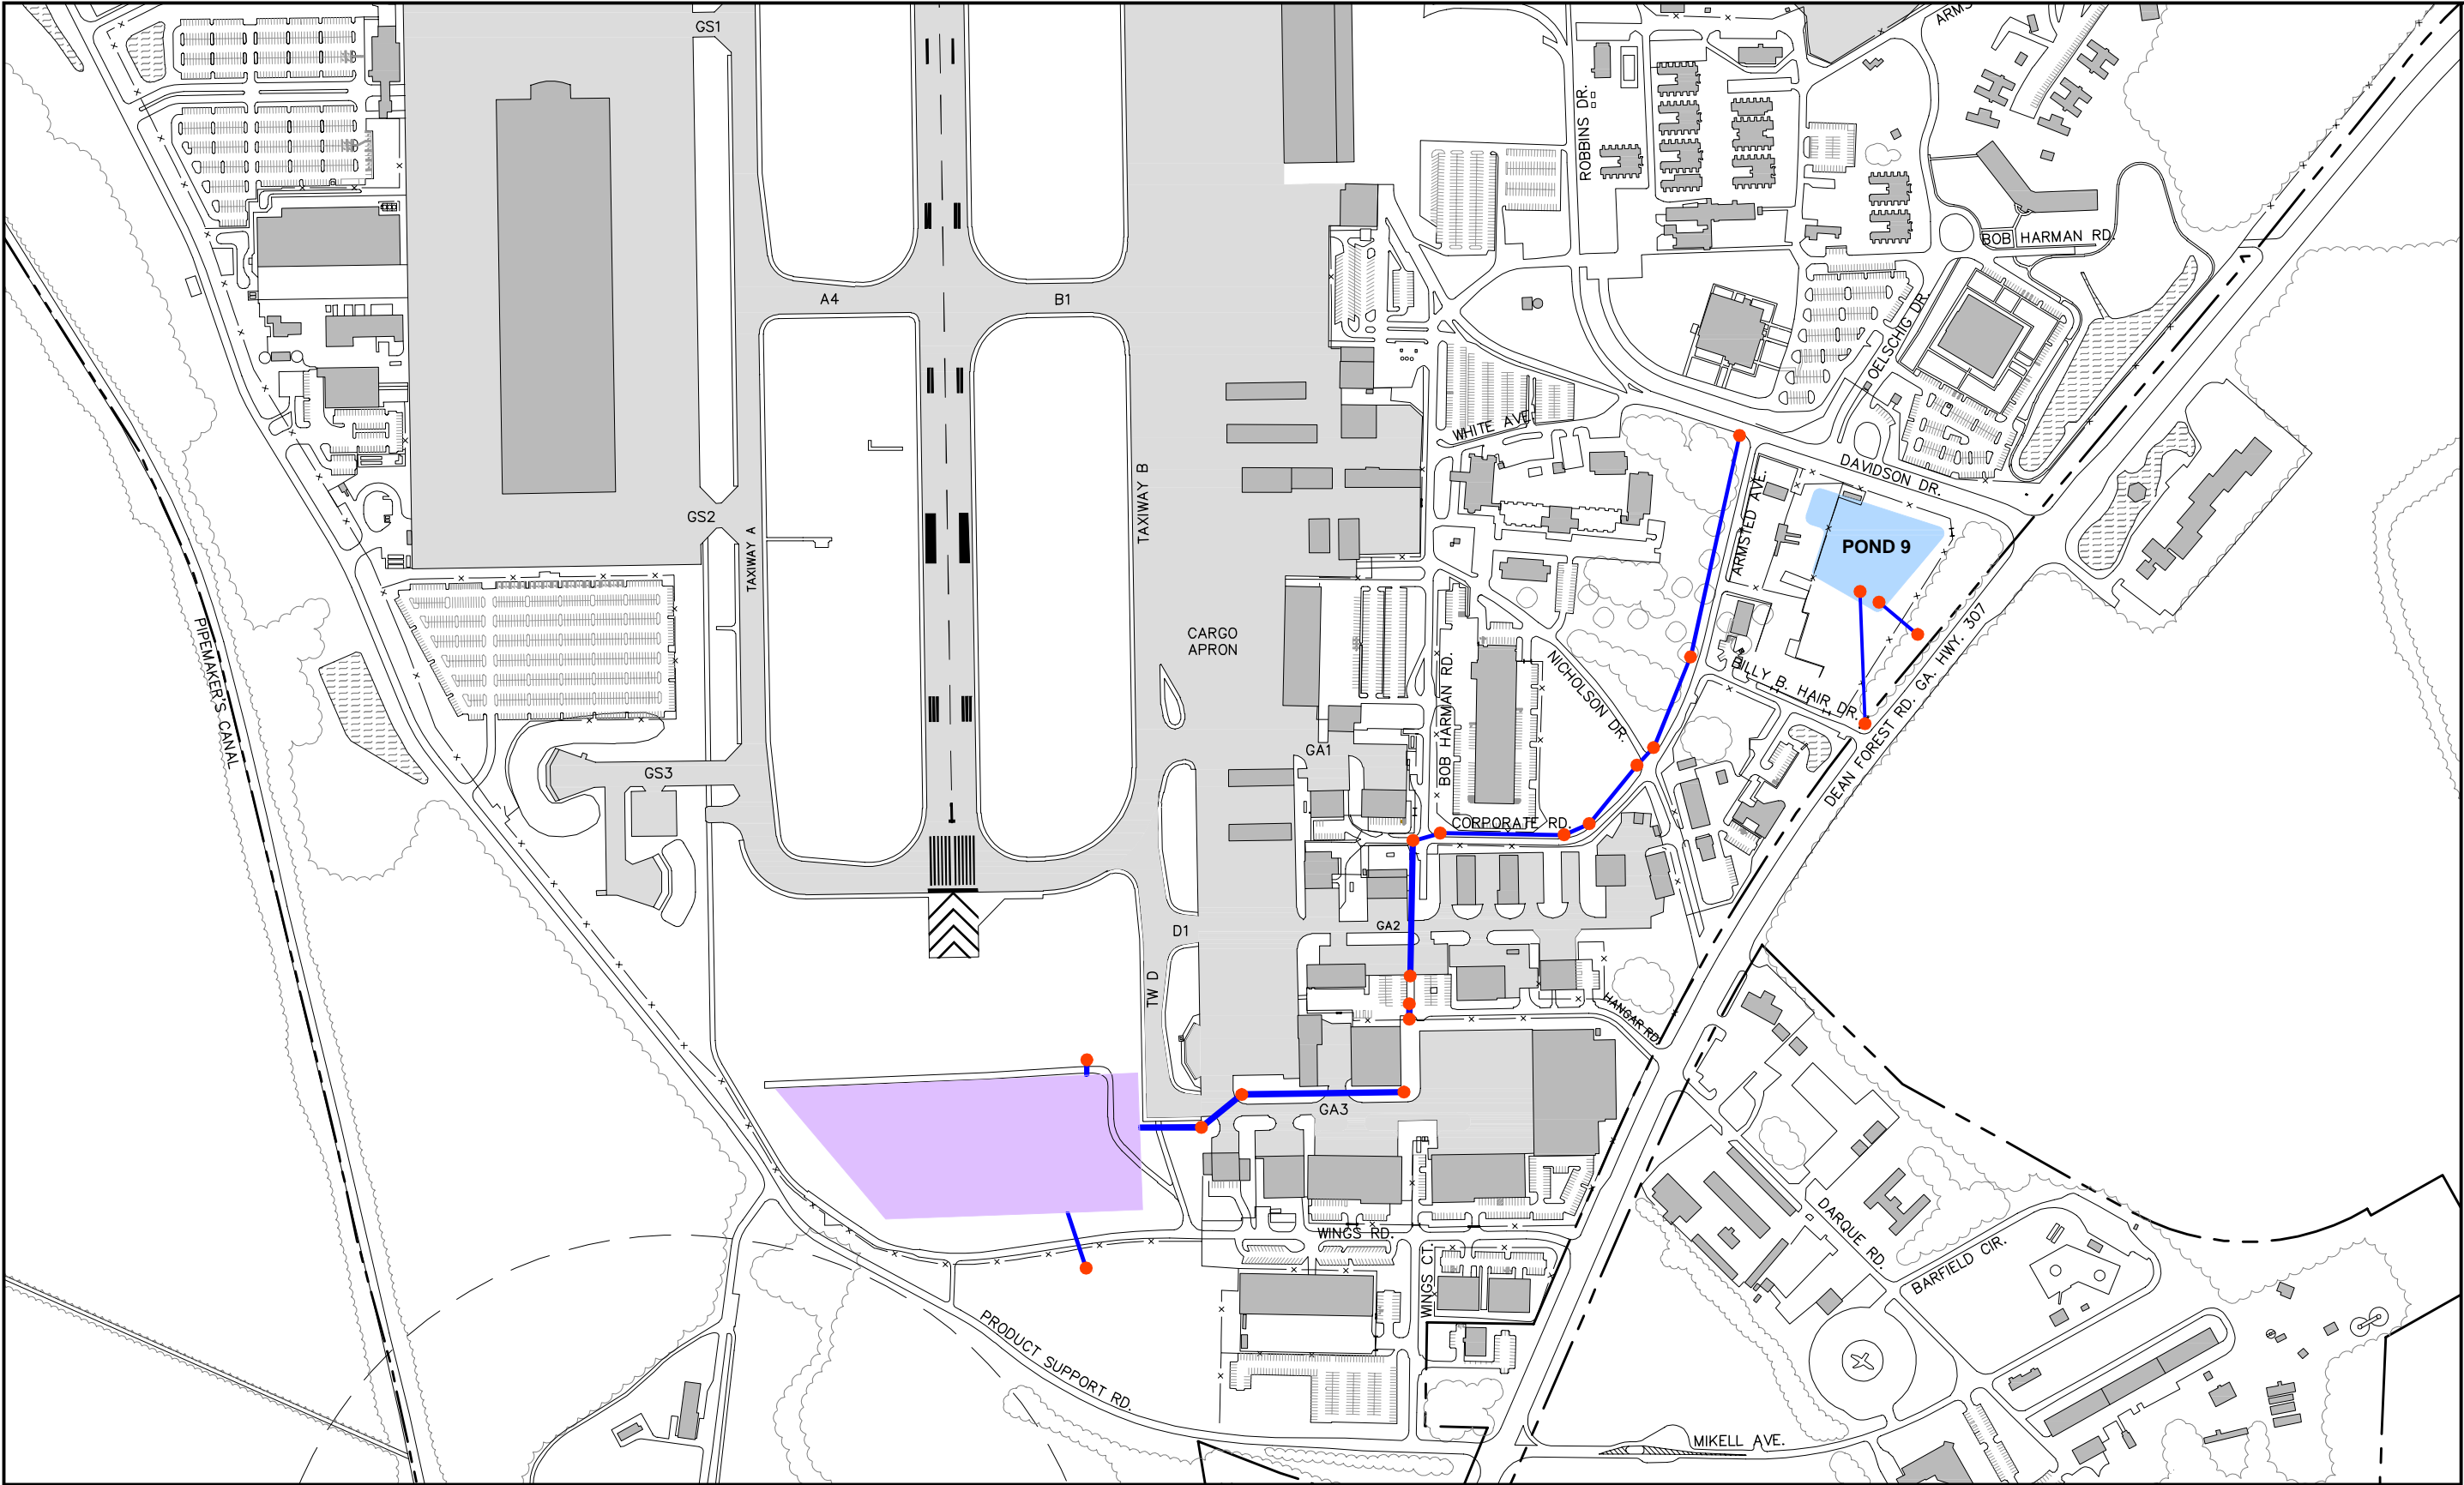 GS1
ARMS
ROBBINS DR.
BOB HARMAN RD.
A4
B1
OELSCHIG DR.
WHITE AVE.
DAVIDSON DR.
TAXIWAY B
ARMSTED AVE.
GS2
TAXIWAY A
POND 9
PIPEMAKER'S CANAL
CARGO
APRON
BOB HARMAN RD.
NICHOLSON DR.
BILLY B. HAIR DR.
DEAN FOREST RD. GA. HWY. 307
GA1
GS3
CORPORATE RD.
GA2
D1
TW D
HANGAR RD.
GA3
WINGS RD.
WINGS CT.
DARQUE RD.
BARFIELD CIR.
PRODUCT SUPPORT RD.
MIKELL AVE.